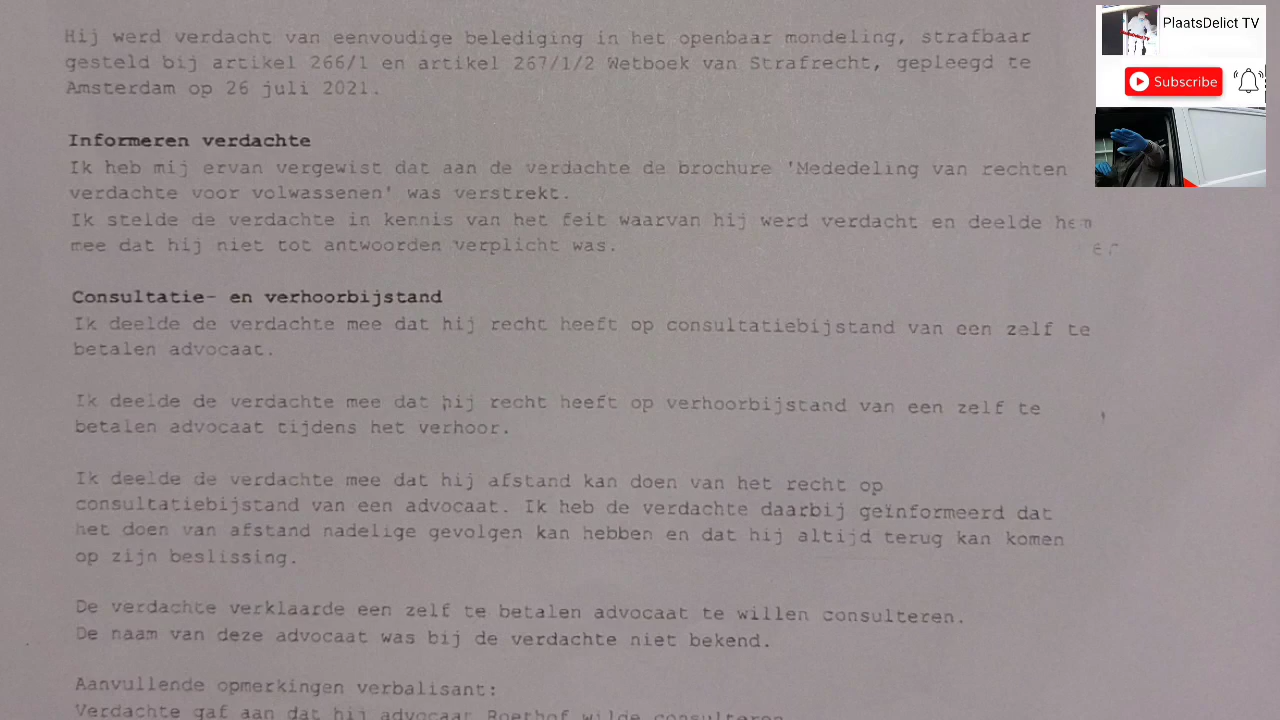 Hij werd verdacht van eenvoudige belediging in het openbaar mondeling, strafbaar
gesteld bij artikel 266/1 en artikel 267/1/2 Wetboek van Strafrecht, gepleegd te
Amsterdam op 26 juli 2021.
Informeren verdachte
Ik heb mij ervan vergewist dat aan de verdachte de brochure 'Mededeling van rechten
verdachte voor volwassenen' was verstrekt.
Ik stelde de verdachte in kennis van het feit waarvan hij werd verdacht en deelde hem
mee dat hij niet tot antwoorden verplicht was.
Consultatie- en verhoorbijstand
Ik deelde de verdachte mee dat hij recht heeft op consultatiebijstand van een zelf te
betalen advocaat.
Ik deelde de verdachte mee dat hij recht heeft op verhoorbijstand van een zelf te
betalen advocaat tijdens het verhoor.
Ik deelde de verdachte mee dat hij afstand kan doen van het recht op
consultatiebijstand van een advocaat. Ik heb de verdachte daarbij geïnformeerd dat
het doen van afstand nadelige gevolgen kan hebben en dat hij altijd terug kan komen
op zijn beslissing.
De verdachte verklaarde een zelf te betalen advocaat te willen consulteren.
De naam van deze advocaat was bij de verdachte niet bekend.
Aanvullende opmerkingen verbalisant:
Verdachte gaf aan dat hij advocaat Roethof wilde consulteren
PlaatsDelict TV
Subscribe